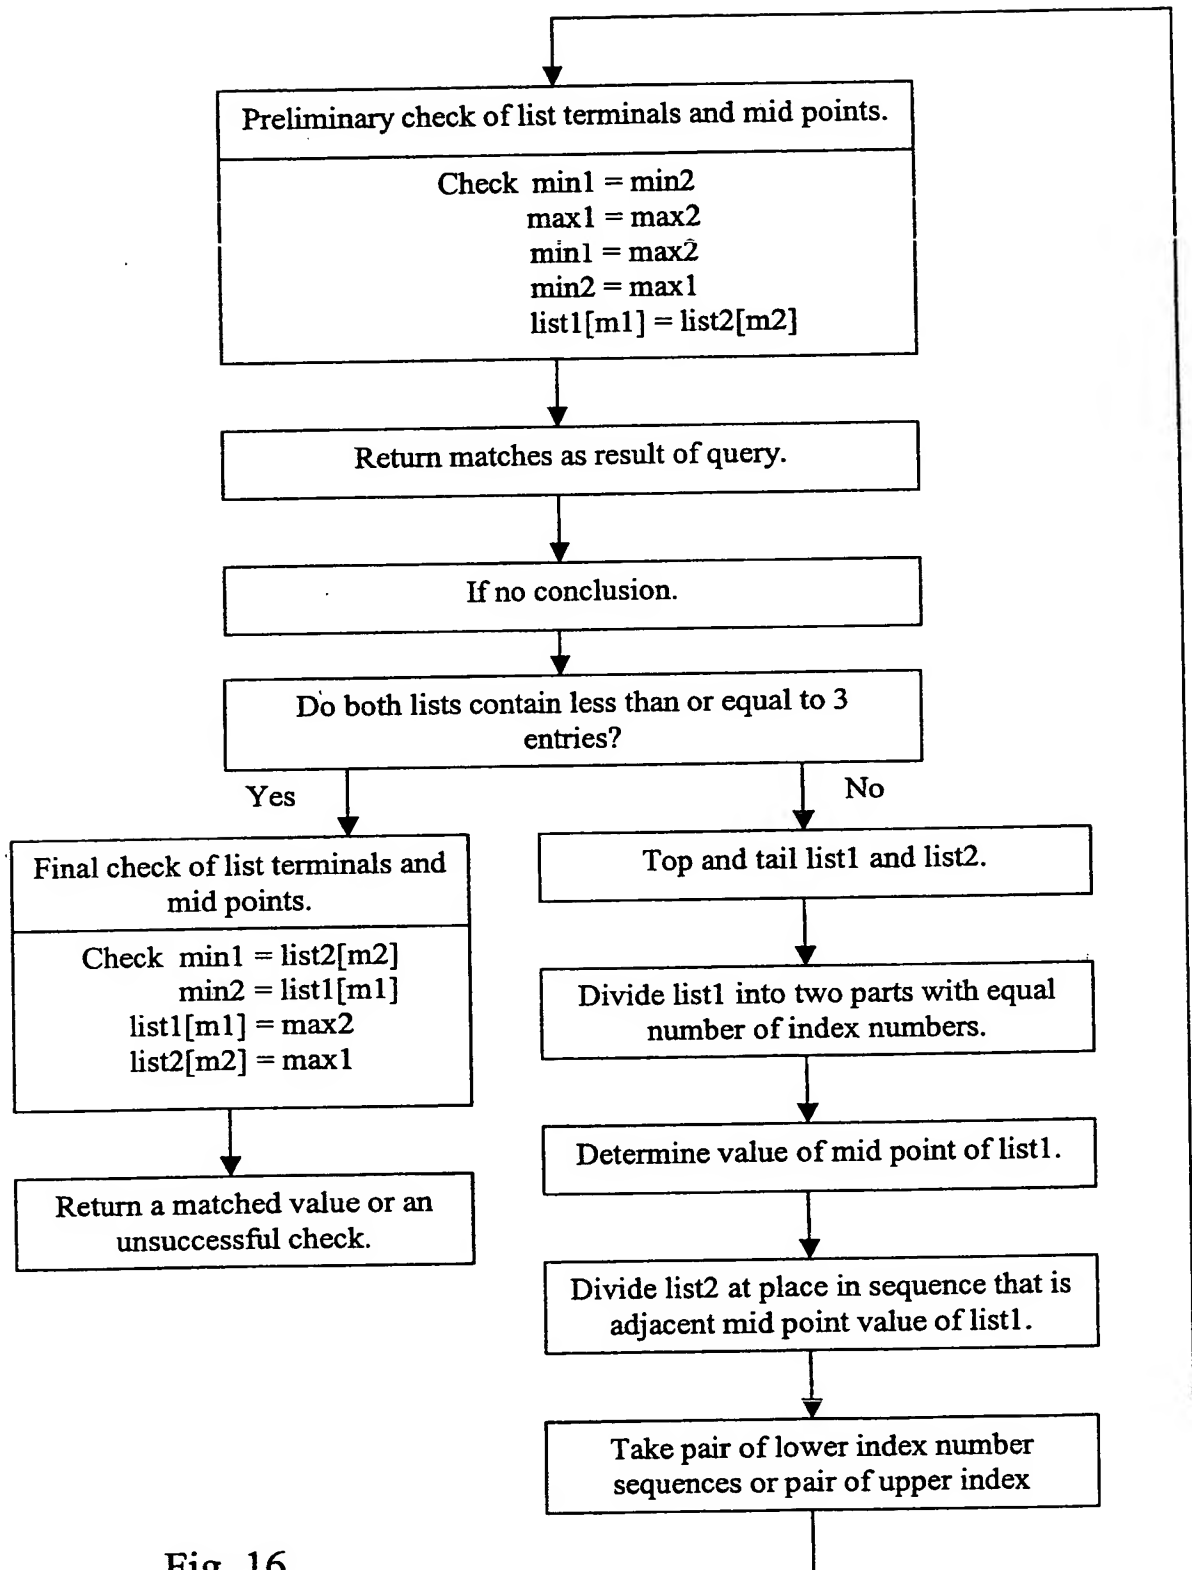 Preliminary check of list terminals and mid points.
Check min1 = min2
max1 = max2
min1 = max2
min2 = max1
list1[m1] = list2[m2]
Return matches as result of query.
If no conclusion.
Do both lists contain less than or equal to 3
entries?
Yes
No
Final check of list terminals and
mid points.
Check min1 = list2[m2]
min2 = list1[m1]
list1[m1] = max2
list2[m2] = max1
Return a matched value or an
unsuccessful check.
Top and tail list1 and list2.
Divide list1 into two parts with equal
number of index numbers.
Determine value of mid point of list1.
Divide list2 at place in sequence that is
adjacent mid point value of list1.
Take pair of lower index number
sequences or pair of upper index
Fig. 16